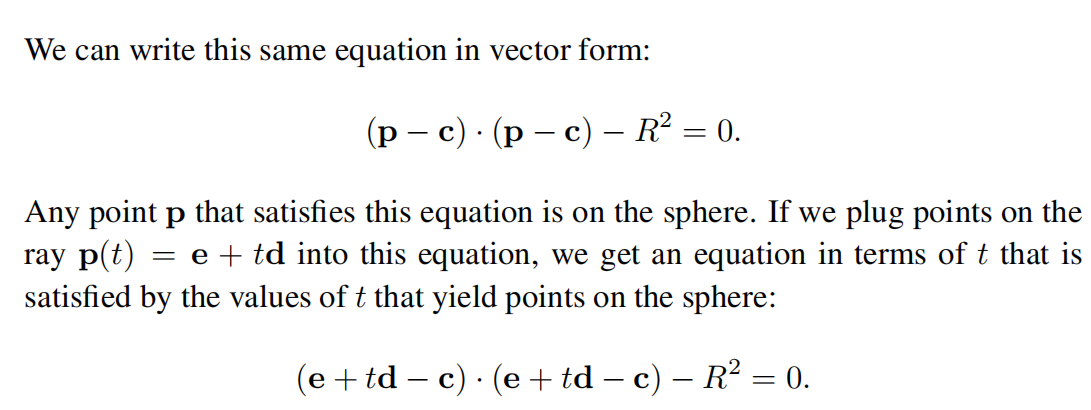 We can write this same equation in vector form:
(p − c) · (p − c) − R² = 0.
Any point p that satisfies this equation is on the sphere. If we plug points on the
ray p(t) = e + td into this equation, we get an equation in terms of t that is
satisfied by the values of t that yield points on the sphere:
(e + td − c) · (e + td − c) − R² = 0.